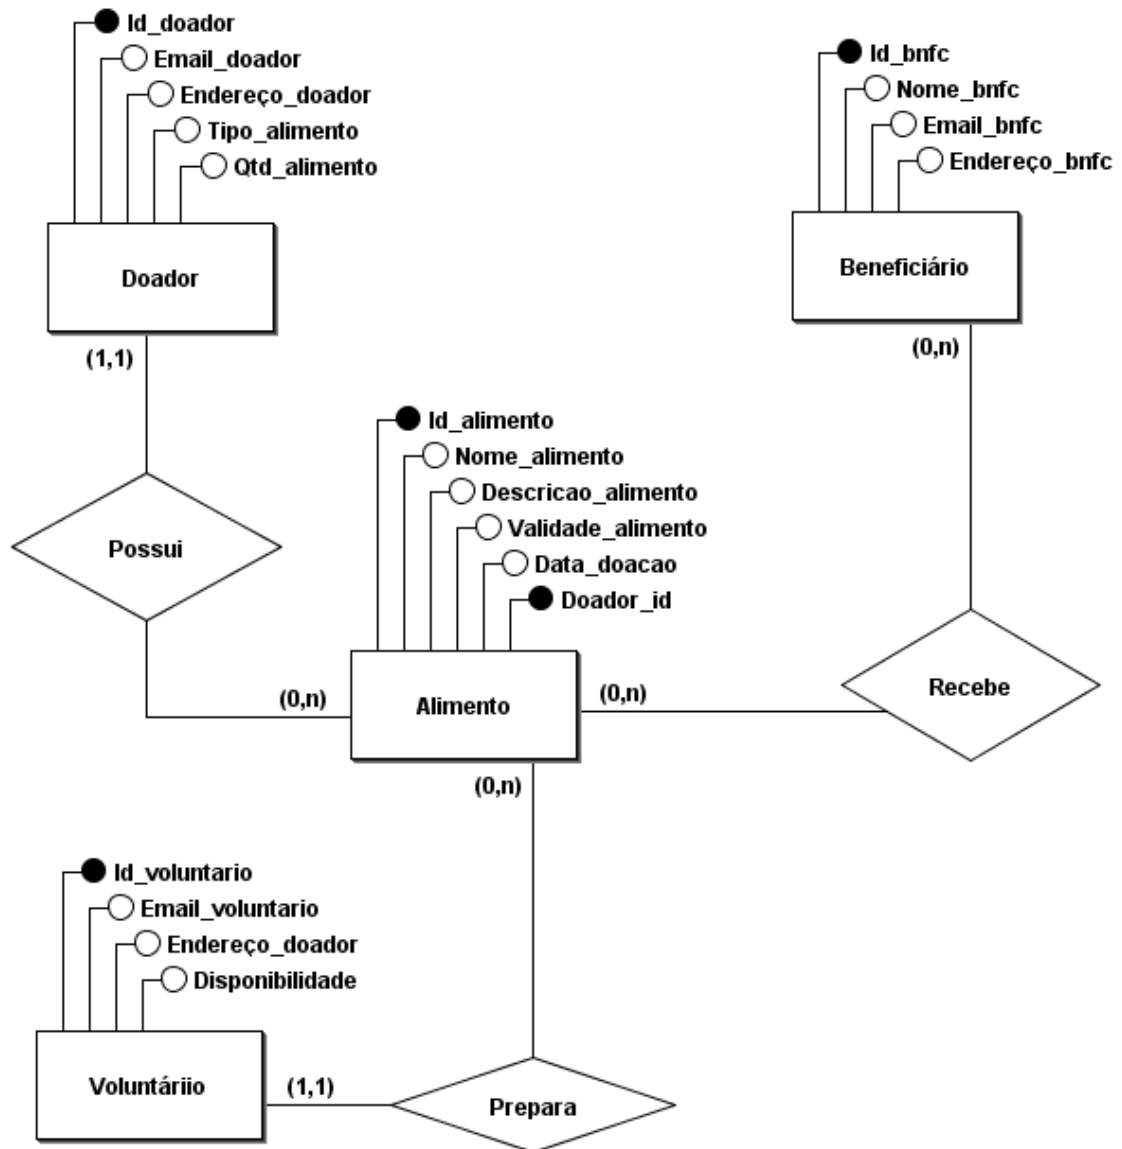 Id_doador
Email_doador
Endereço_doador
Tipo_alimento
Qtd_alimento
Doador
(1,1)
Possui
(0,n)
Id_bnfc
Nome_bnfc
Email_bnfc
Endereço_bnfc
Beneficiário
(0,n)
Id_alimento
Nome_alimento
Descricao_alimento
Validade_alimento
Data_doacao
Doador_id
Alimento
(0,n)
Recebe
(0,n)
Id_voluntario
Email_voluntario
Endereço_doador
Disponibilidade
Voluntáriio
(1,1)
Prepara